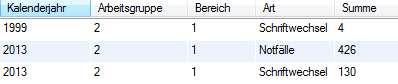 Kalenderjahr Arbeitsgruppe Bereich Art Summe
1999 2 1 Schriftwechsel 4
2013 2 1 Notfälle 426
2013 2 1 Schriftwechsel 130